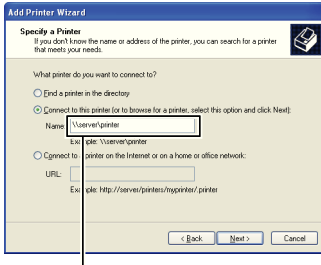 Add Printer Wizard
Specify a Printer
If you don't know the name or address of the printer, you can search for a printer
that meets your needs.
What printer do you want to connect to?
Find a printer in the directory
Connect to this printer (or to browse for a printer, select this option and click Next):
Name: \\server\printer
Example: \\server\printer
Connect to a printer on the Internet or on a home or office network:
URL:
Example: http://server/printers/myprinter/.printer
< Back Next > Cancel